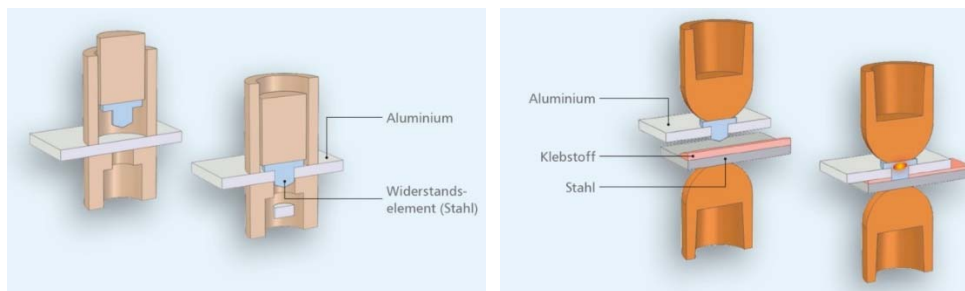 Aluminium
Widerstands-
element (Stahl)
Aluminium
Klebstoff
Stahl